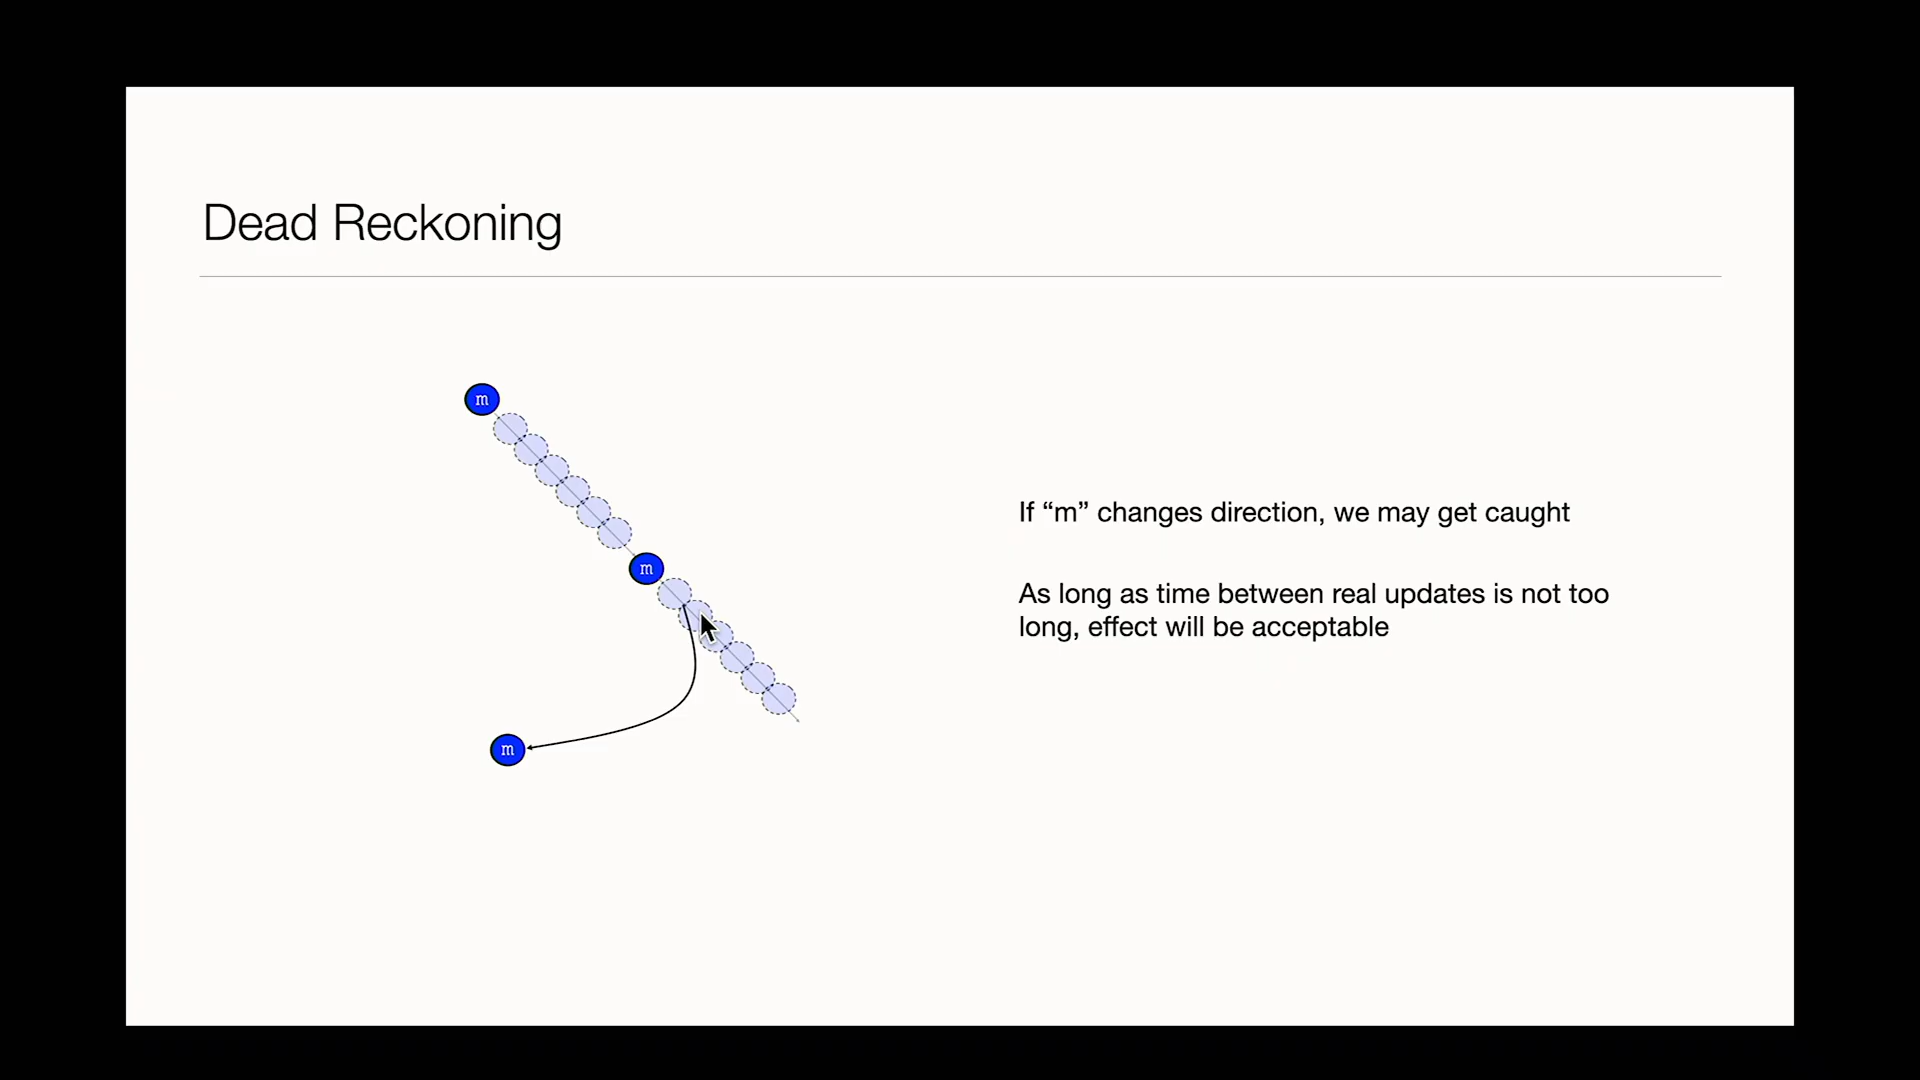 Dead Reckoning
m
m
m
If “m” changes direction, we may get caught
As long as time between real updates is not too
long, effect will be acceptable